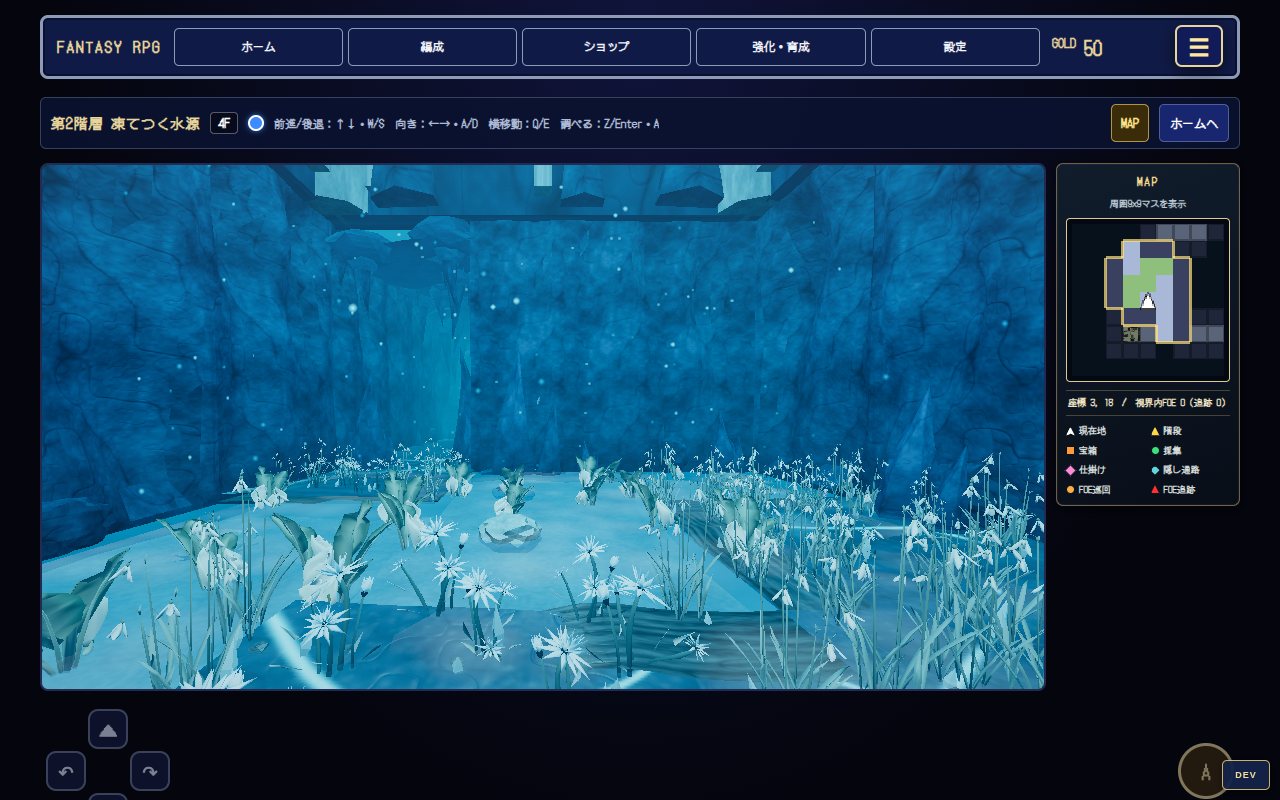 FANTASY RPG
ホーム
編成
ショップ
強化・育成
設定
GOLD 50
第2階層 凍てつく水源
4F
前進/後退：↑↓・W/S 向き：←→・A/D 横移動：Q/E 調べる：Z/Enter・A
MAP
ホームへ
MAP
周囲9x9マスを表示
座標 3, 18 / 視界内FOE 0 (追跡 0)
現在地
階段
宝箱
採集
仕掛け
隠し通路
FOE巡回
FOE追跡
A
DEV